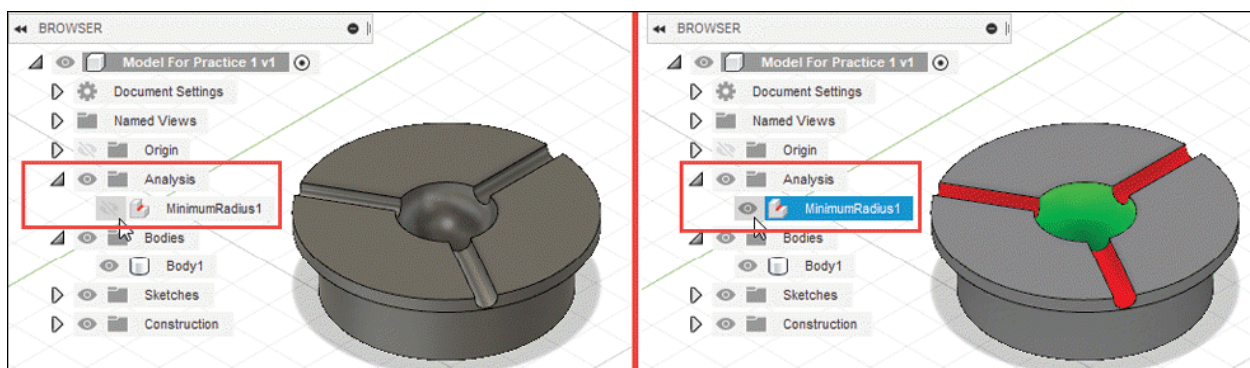 BROWSER
Model For Practice 1 v1
Document Settings
Named Views
Origin
Analysis
MinimumRadius1
Bodies
Body1
Sketches
Construction
BROWSER
Model For Practice 1 v1
Document Settings
Named Views
Origin
Analysis
MinimumRadius1
Bodies
Body1
Sketches
Construction